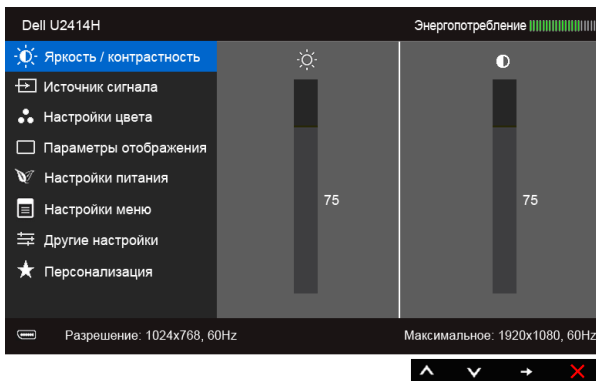 Dell U2414H
Энергопотребление
Яркость / контрастность
Источник сигнала
Настройки цвета
Параметры отображения
Настройки питания
Настройки меню
Другие настройки
Персонализация
75
75
Разрешение: 1024x768, 60Hz
Максимальное: 1920x1080, 60Hz